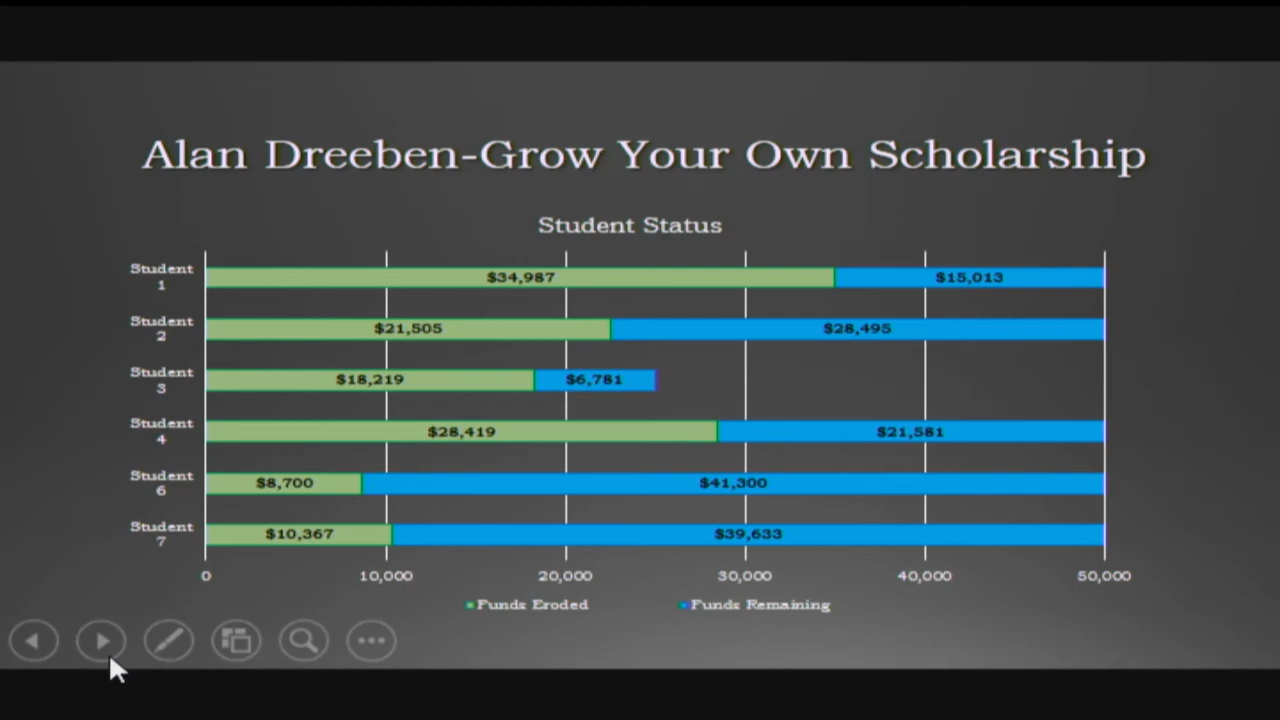 Alan Dreeben-Grow Your Own Scholarship
Student Status
Student
1
$34,987
$15,013
Student
2
$21,505
$28,495
Student
3
$18,219
$6,781
Student
4
$28,419
$21,581
Student
6
$8,700
$41,300
Student
7
$10,367
$39,633
0
10,000
20,000
30,000
40,000
50,000
Funds Eroded
Funds Remaining